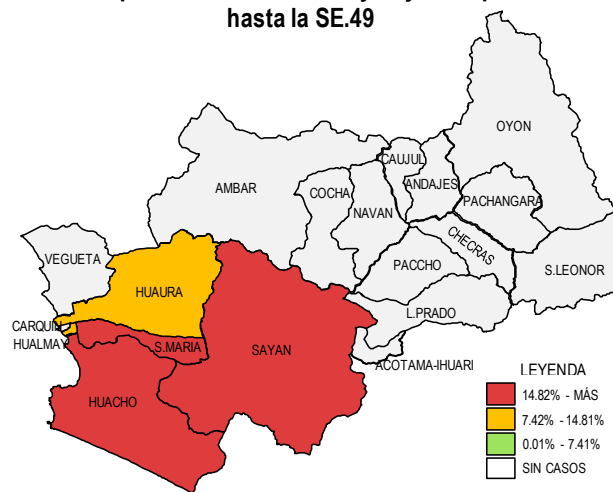 hasta la SE.49
OYON
CAUJUL
ANDAJES
AMBAR
COCHA
NAVAN
PACHANGARA
CHECRAS
VEGUETA
PACCHO
S.LEONOR
HUAURA
L.PRADO
CARQUIN
HUALMAY
S.MARIA
SAYAN
ACOTAMA-IHUARI
HUACHO
LEYENDA
14.82% - MÁS
7.42% - 14.81%
0.01% - 7.41%
SIN CASOS